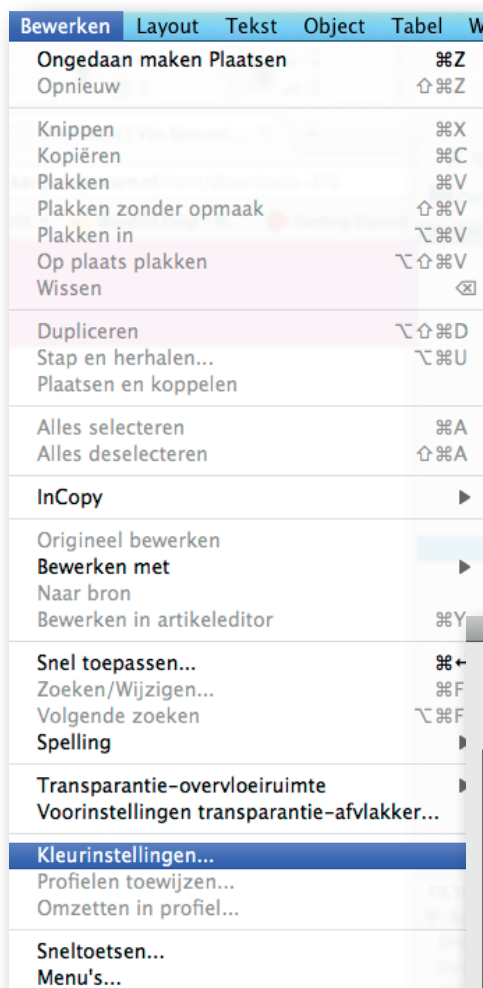 Bewerken Layout Tekst Object Tabel
Ongedaan maken Plaatsen ⌘Z
Opnieuw ⇧⌘Z
Knippen ⌘X
Kopiëren ⌘C
Plakken ⌘V
Plakken zonder opmaak ⇧⌘V
Plakken in ⌥⌘V
Op plaats plakken ⌥⇧⌘V
Wissen ⌫
Dupliceren ⌥⇧⌘D
Stap en herhalen... ⌥⌘U
Plaatsen en koppelen
Alles selecteren ⌘A
Alles deselecteren ⇧⌘A
InCopy ▶
Origineel bewerken
Bewerken met ▶
Naar bron
Bewerken in artikeleditor ⌘Y
Snel toepassen... ⌘
Zoeken/Wijzigen... ⌘F
Volgende zoeken ⌥⌘F
Spelling ▶
Transparantie-overvloeiruimte ▶
Voorinstellingen transparantie-afvlakker...
Kleurinstellingen...
Profielen toewijzen...
Omzetten in profiel...
Sneltoetsen...
Menu's...